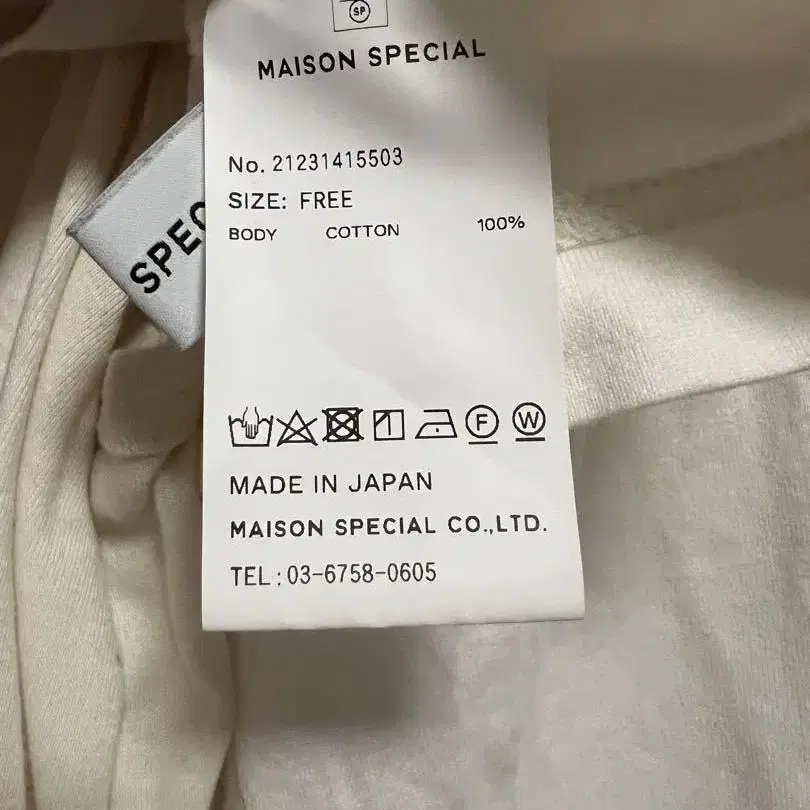 SP
MAISON SPECIAL
No. 21231415503
SIZE: FREE
BODY COTTON 100%
SPEC
F W
MADE IN JAPAN
MAISON SPECIAL CO.,LTD.
TEL:03-6758-0605